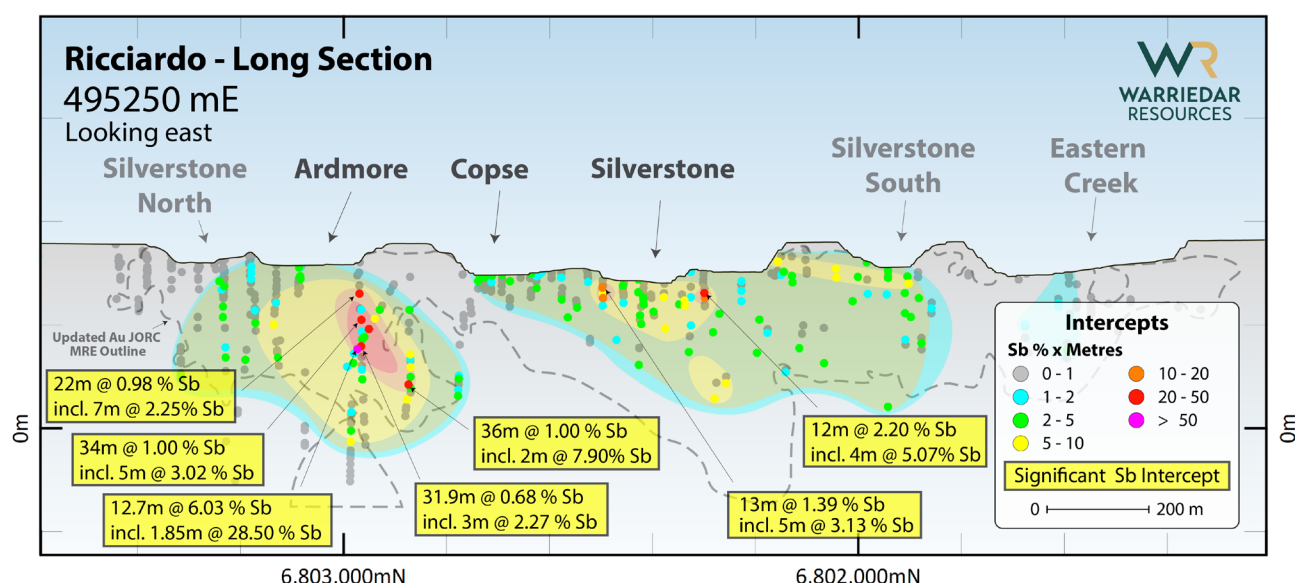 Ricciardo - Long Section
495250 mE
Looking east
WR
WARRIEDAR
RESOURCES
Silverstone
North
Ardmore
Copse
Silverstone
Silverstone
South
Eastern
Creek
Updated Au JORC
MRE Outline
22m @ 0.98 % Sb
incl. 7m @ 2.25% Sb
34m @ 1.00 % Sb
incl. 5m @ 3.02 % Sb
12.7m @ 6.03 % Sb
incl. 1.85m @ 28.50 % Sb
36m @ 1.00 % Sb
incl. 2m @ 7.90% Sb
31.9m @ 0.68 % Sb
incl. 3m @ 2.27 % Sb
12m @ 2.20 % Sb
incl. 4m @ 5.07% Sb
13m @ 1.39 % Sb
incl. 5m @ 3.13 % Sb
Intercepts
Sb % x Metres
0 - 1
1 - 2
2 - 5
5 - 10
10 - 20
20 - 50
> 50
Significant Sb Intercept
0 200 m
0m
0m
6,803,000mN
6,802,000mN